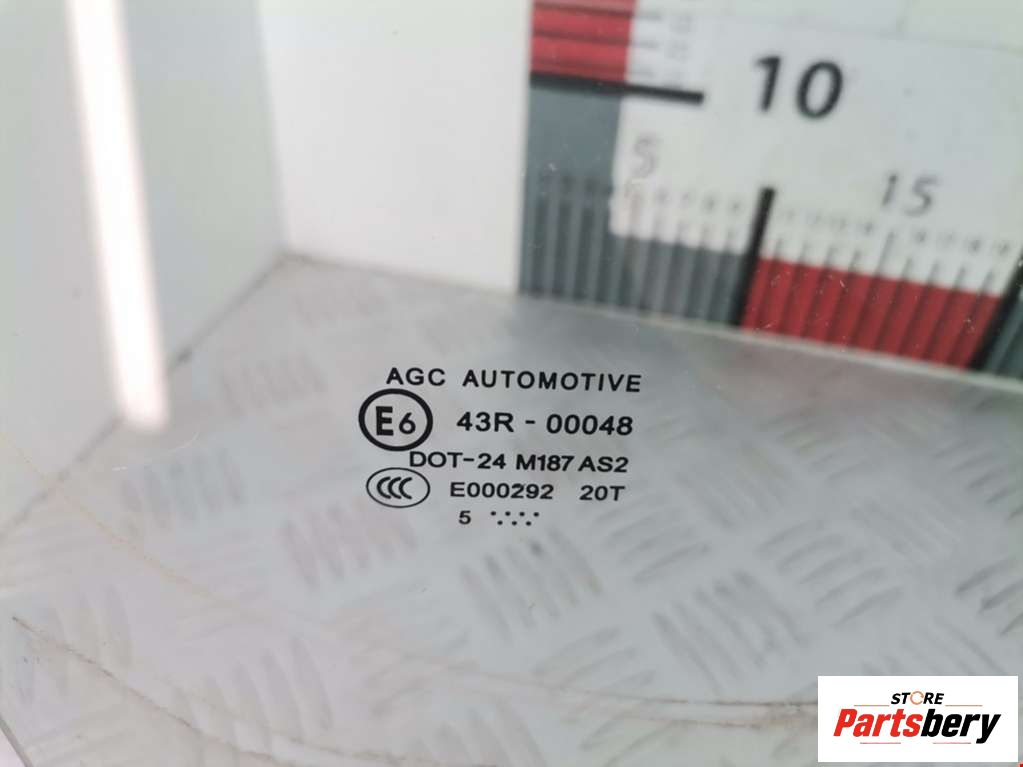 10
5
15
AGC AUTOMOTIVE
E6 43R - 00048
DOT-24 M187 AS2
CCC E000292 20T
5 ··.·.·.·
STORE
Partsbery